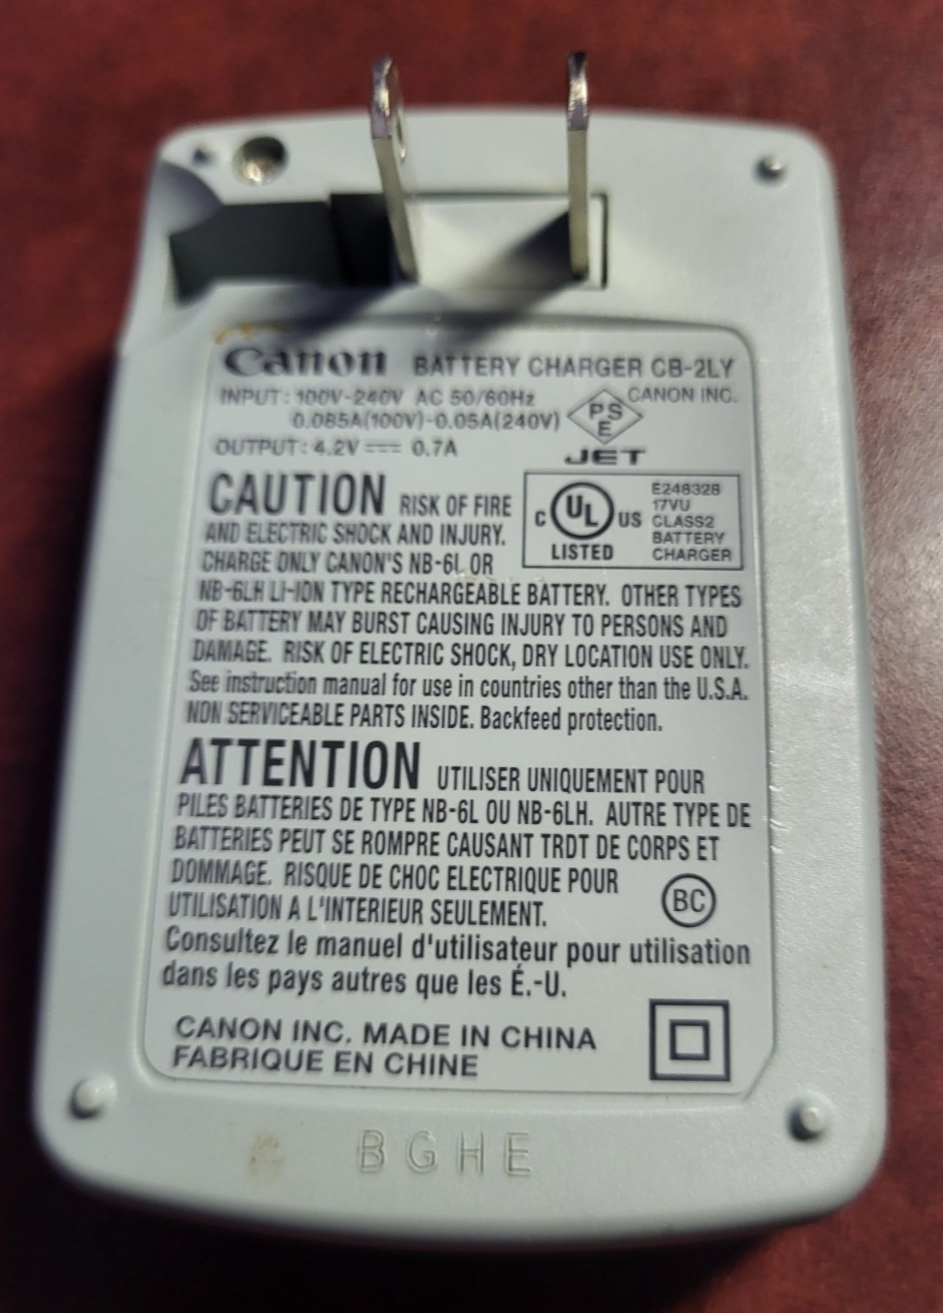 Canon BATTERY CHARGER CB-2LY
INPUT: 100V-240V AC 50/60Hz
0.085A(100V)-0.05A(240V)
OUTPUT: 4.2V ⎓ 0.7A
PS
E
JET
CANON INC.
CAUTION RISK OF FIRE
AND ELECTRIC SHOCK AND INJURY.
CHARGE ONLY CANON'S NB-6L OR
C UL US
LISTED
E248328
17VU
CLASS2
BATTERY
CHARGER
NB-6LH LI-ION TYPE RECHARGEABLE BATTERY. OTHER TYPES
OF BATTERY MAY BURST CAUSING INJURY TO PERSONS AND
DAMAGE. RISK OF ELECTRIC SHOCK, DRY LOCATION USE ONLY.
See instruction manual for use in countries other than the U.S.A.
NON SERVICEABLE PARTS INSIDE. Backfeed protection.
ATTENTION UTILISER UNIQUEMENT POUR
PILES BATTERIES DE TYPE NB-6L OU NB-6LH. AUTRE TYPE DE
BATTERIES PEUT SE ROMPRE CAUSANT TRDT DE CORPS ET
DOMMAGE. RISQUE DE CHOC ELECTRIQUE POUR
UTILISATION A L'INTERIEUR SEULEMENT.
BC
Consultez le manuel d'utilisateur pour utilisation
dans les pays autres que les É.-U.
CANON INC. MADE IN CHINA
FABRIQUE EN CHINE
BGHE